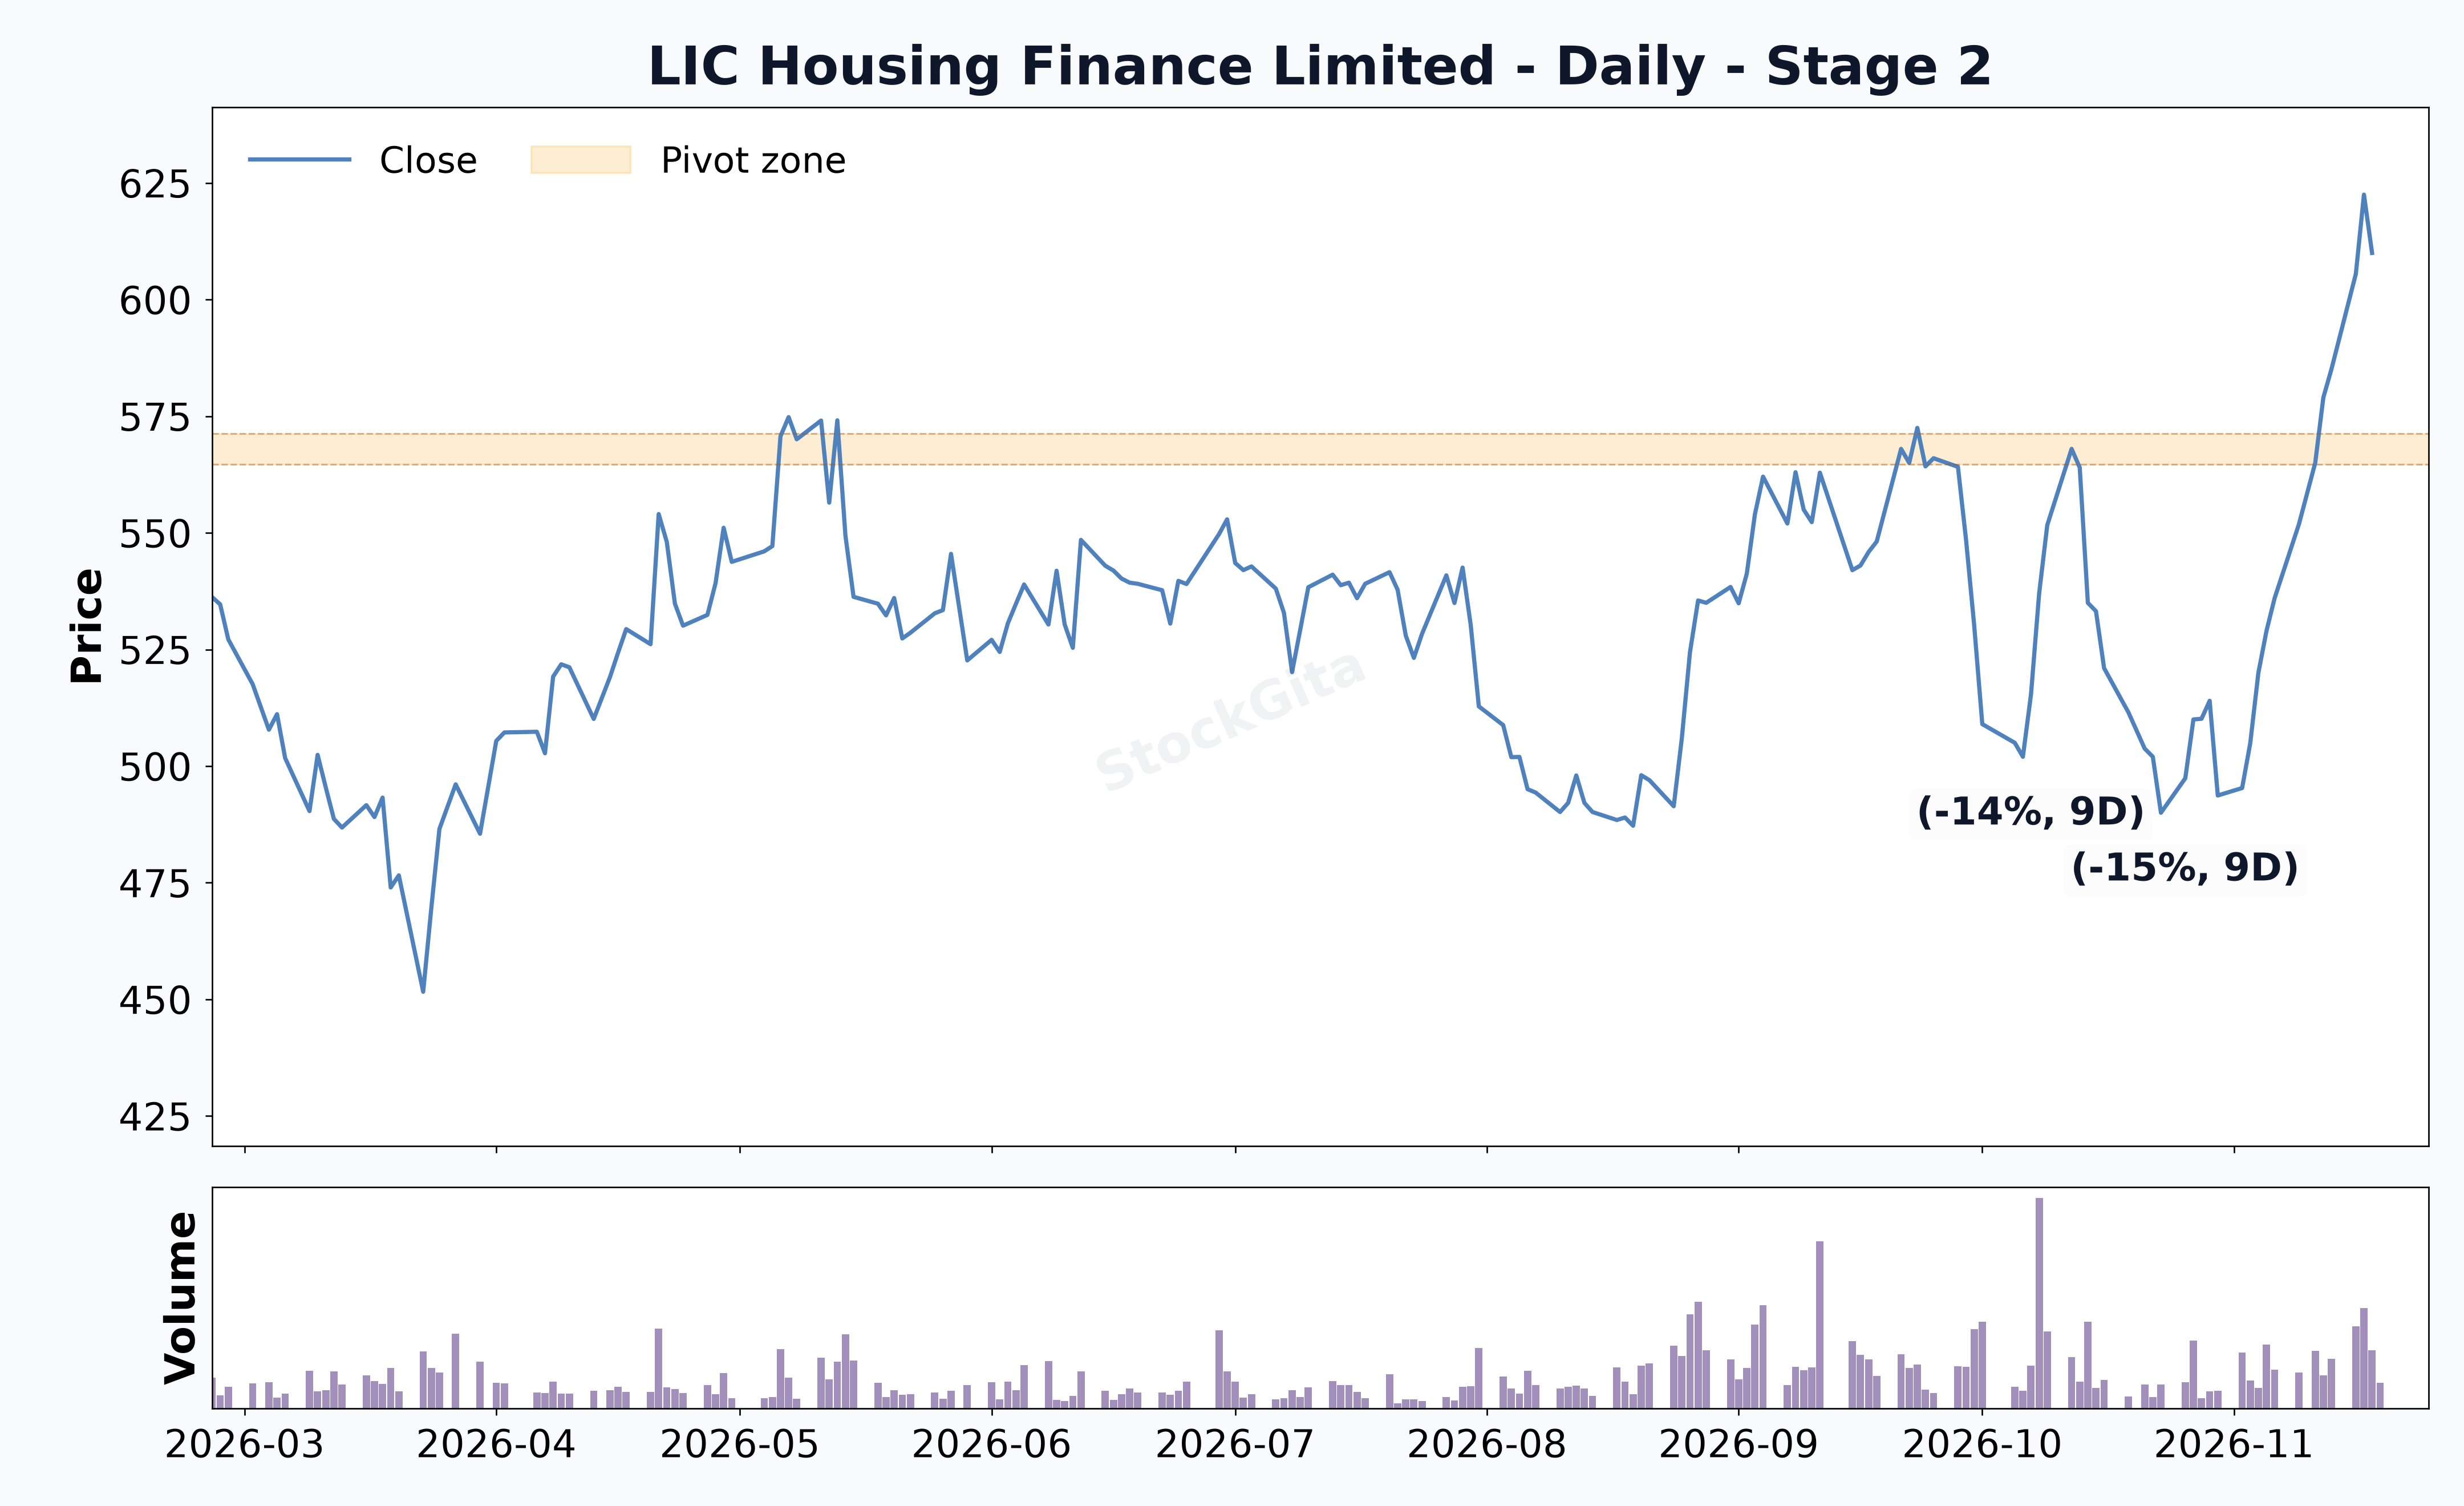 LIC Housing Finance Limited - Daily - Stage 2
Close
Pivot zone
Price
625
600
575
550
525
500
475
450
425
StockGita
(-14%, 9D)
(-15%, 9D)
Volume
2026-03
2026-04
2026-05
2026-06
2026-07
2026-08
2026-09
2026-10
2026-11